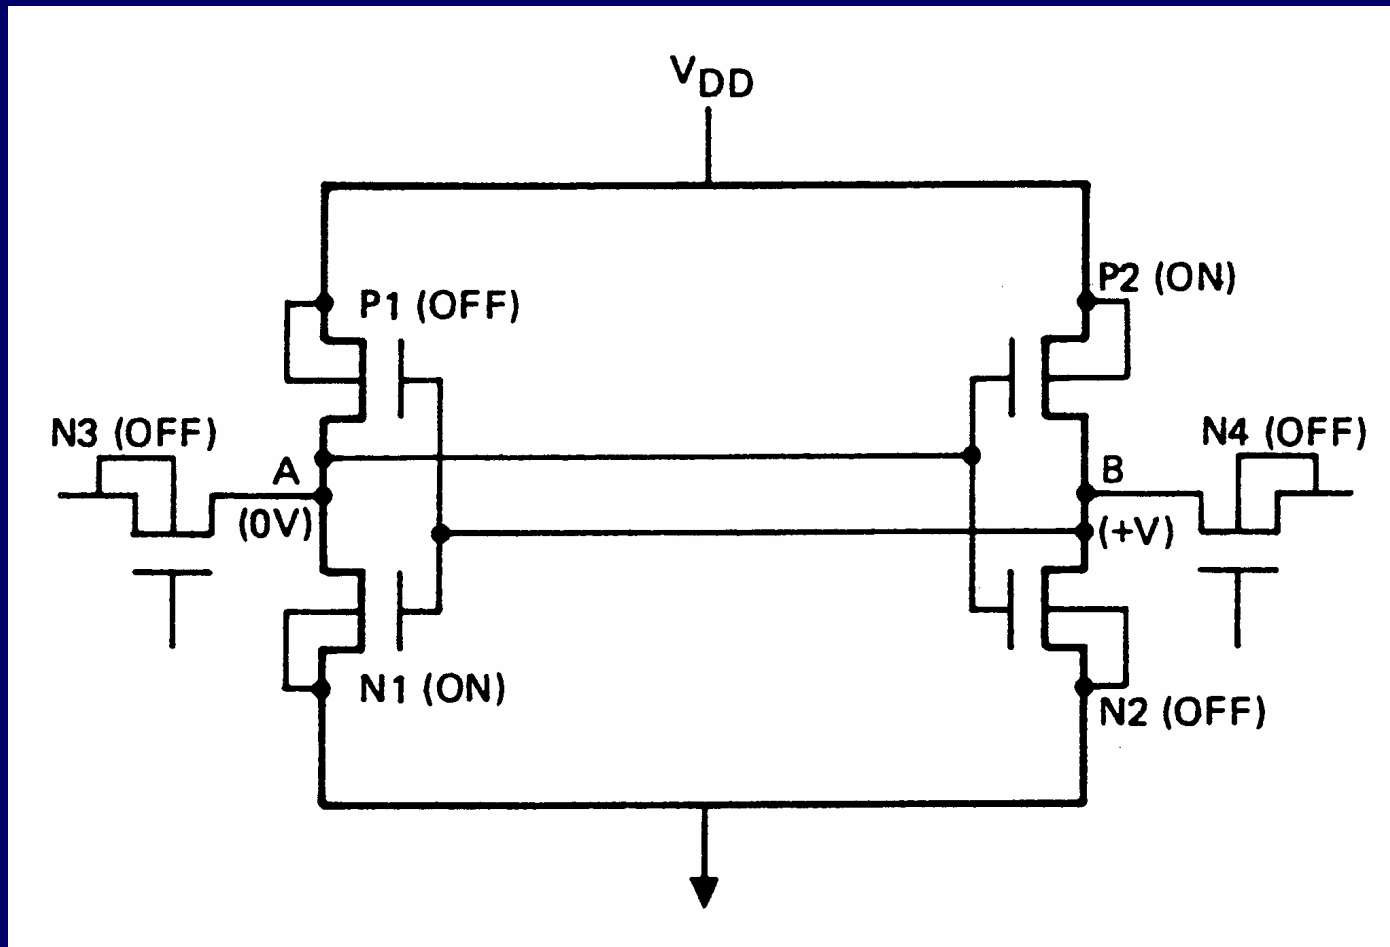 VDD
P1 (OFF)
P2 (ON)
N3 (OFF)
N4 (OFF)
A
B
(0V)
(+V)
N1 (ON)
N2 (OFF)